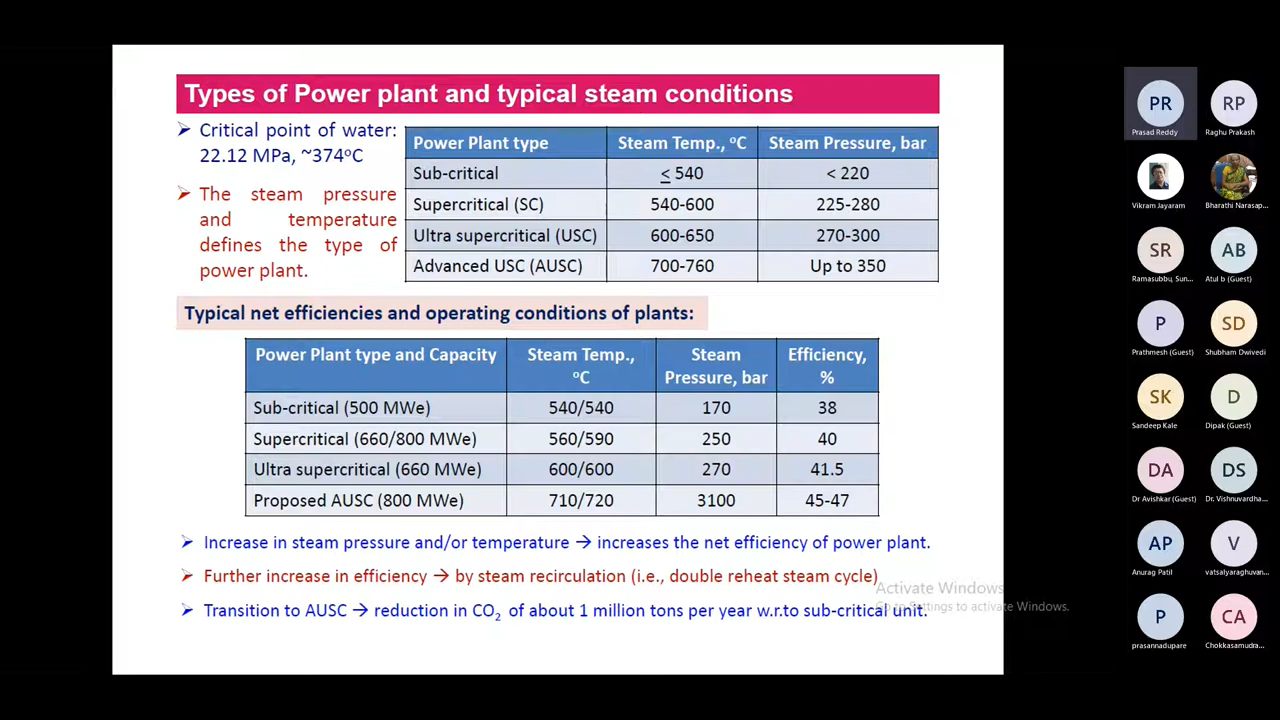 Types of Power plant and typical steam conditions
➢ Critical point of water:
22.12 MPa, ~374°C
➢ The steam pressure
and temperature
defines the type of
power plant.
Power Plant type Steam Temp., °C Steam Pressure, bar
Sub-critical ≤ 540 < 220
Supercritical (SC) 540-600 225-280
Ultra supercritical (USC) 600-650 270-300
Advanced USC (AUSC) 700-760 Up to 350
Typical net efficiencies and operating conditions of plants:
Power Plant type and Capacity Steam Temp., °C Steam Pressure, bar Efficiency, %
Sub-critical (500 MWe) 540/540 170 38
Supercritical (660/800 MWe) 560/590 250 40
Ultra supercritical (660 MWe) 600/600 270 41.5
Proposed AUSC (800 MWe) 710/720 3100 45-47
➢ Increase in steam pressure and/or temperature → increases the net efficiency of power plant.
➢ Further increase in efficiency → by steam recirculation (i.e., double reheat steam cycle)
➢ Transition to AUSC → reduction in CO₂ of about 1 million tons per year w.r.to sub-critical unit.
Activate Windows
Go to Settings to activate Windows.
PR RP
Prasad Reddy Raghu Prakash
Vikram Jayaram Bharathi Narasap...
SR AB
Ramasubbu, Sun... Atul b (Guest)
P SD
Prathmesh (Guest) Shubham Dwivedi
SK D
Sandeep Kale Dipak (Guest)
DA DS
Dr Avishkar (Guest) Dr. Vishnuvardha...
AP V
Anurag Patil vatsalyaraghuvan...
P CA
prasannadupare Chokkasamudra...